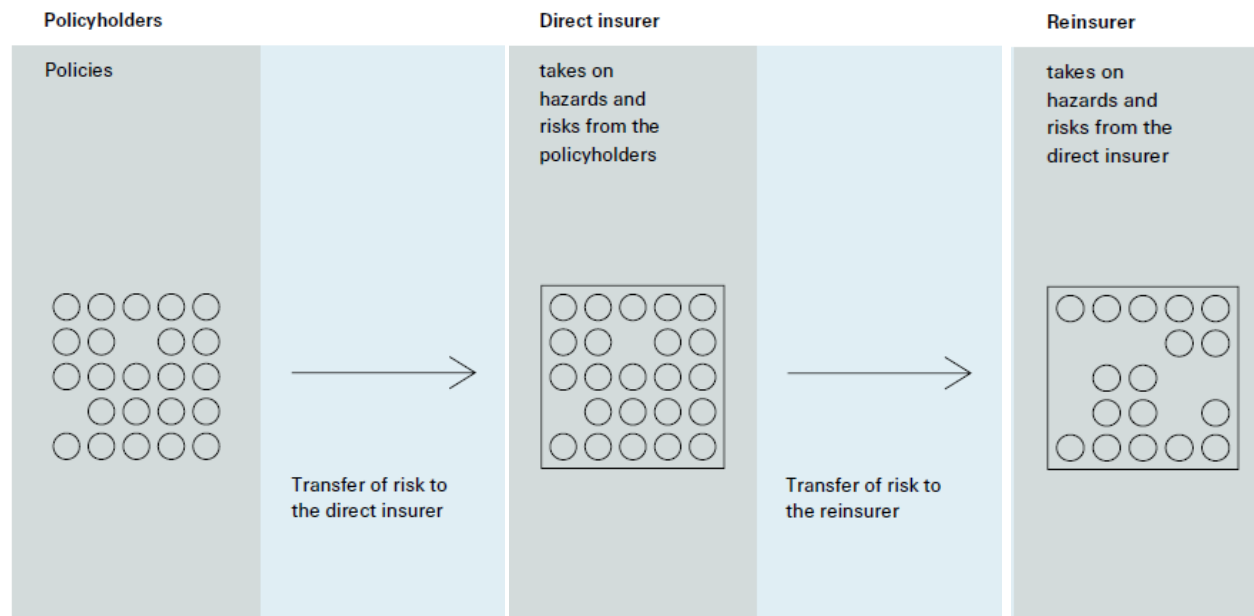 Policyholders
Policies
Direct insurer
takes on
hazards and
risks from the
policyholders
Reinsurer
takes on
hazards and
risks from the
direct insurer
Transfer of risk to
the direct insurer
Transfer of risk to
the reinsurer